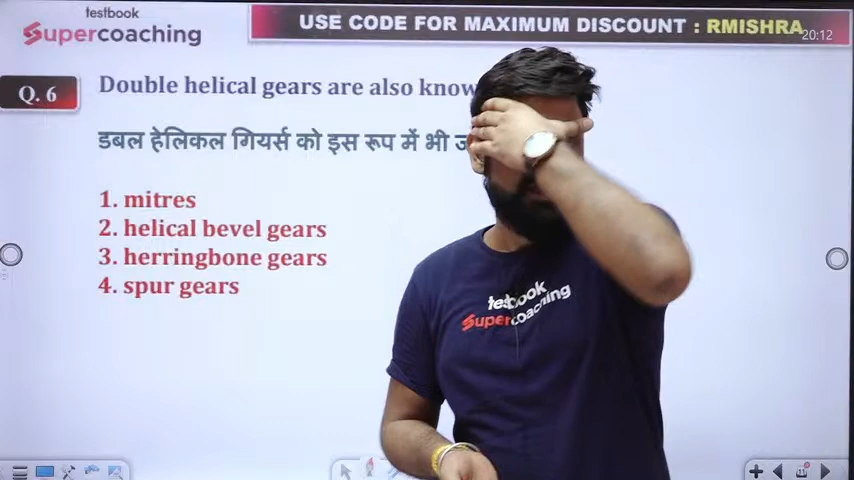 testbook
Supercoaching
USE CODE FOR MAXIMUM DISCOUNT : RMISHRA
20:12
Q. 6
Double helical gears are also know
डबल हेलिकल गियर्स को इस रूप में भी
1. mitres
2. helical bevel gears
3. herringbone gears
4. spur gears
testbook
Supercoaching